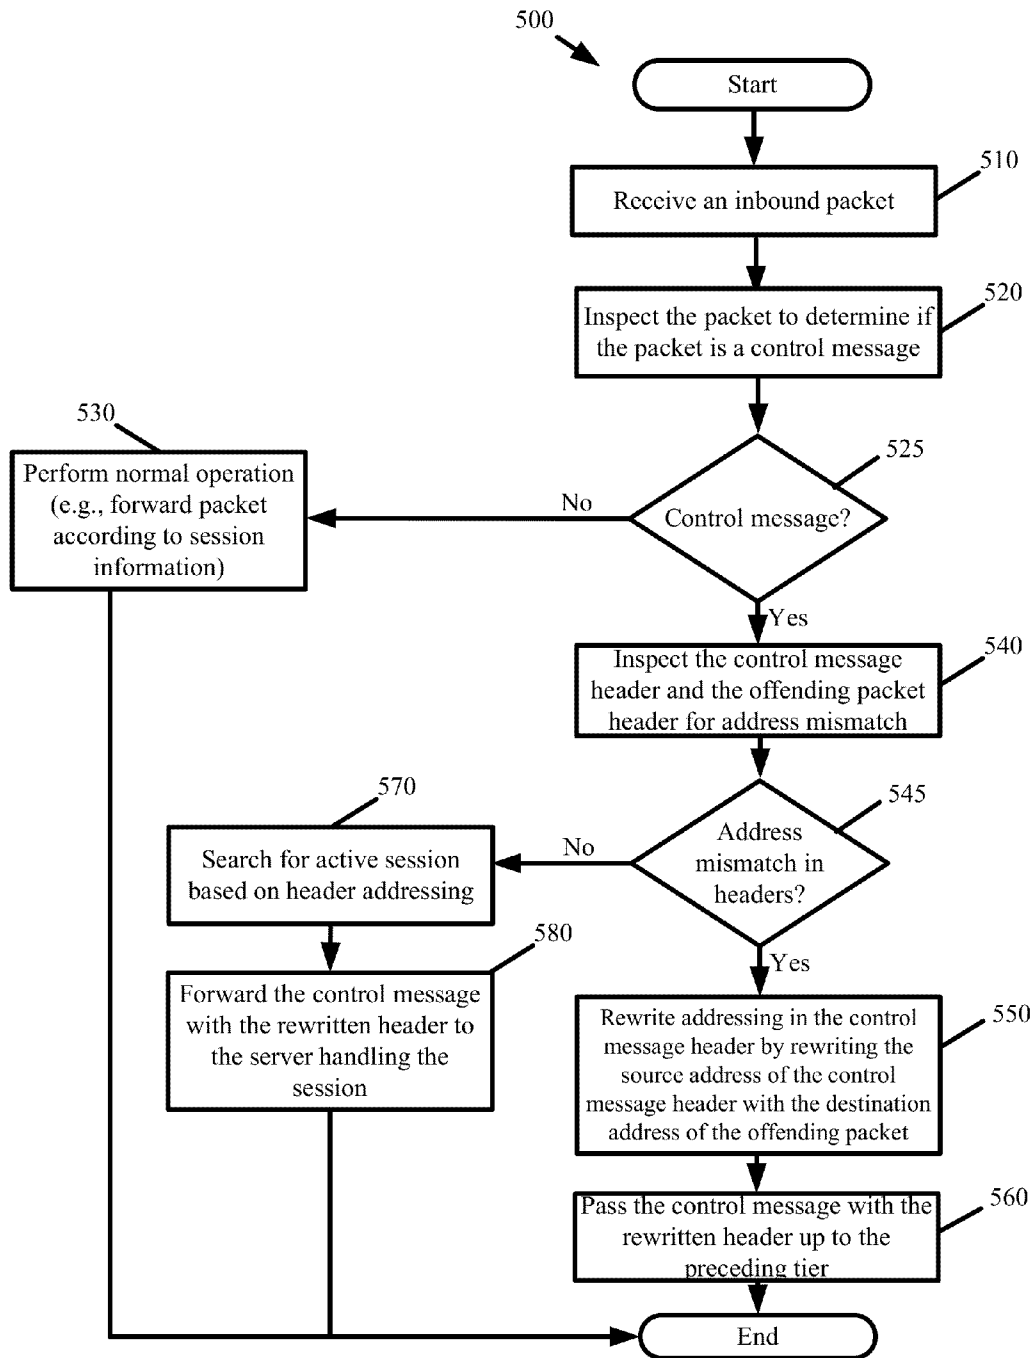 500
Start
510
Receive an inbound packet
520
Inspect the packet to determine if
the packet is a control message
530
Perform normal operation
(e.g., forward packet
according to session
information)
525
No
Control message?
Yes
540
Inspect the control message
header and the offending packet
header for address mismatch
570
545
Search for active session
based on header addressing
No
Address
mismatch in
headers?
580
Yes
Forward the control message
with the rewritten header to
the server handling the
session
550
Rewrite addressing in the control
message header by rewriting the
source address of the control
message header with the destination
address of the offending packet
560
Pass the control message with the
rewritten header up to the
preceding tier
End